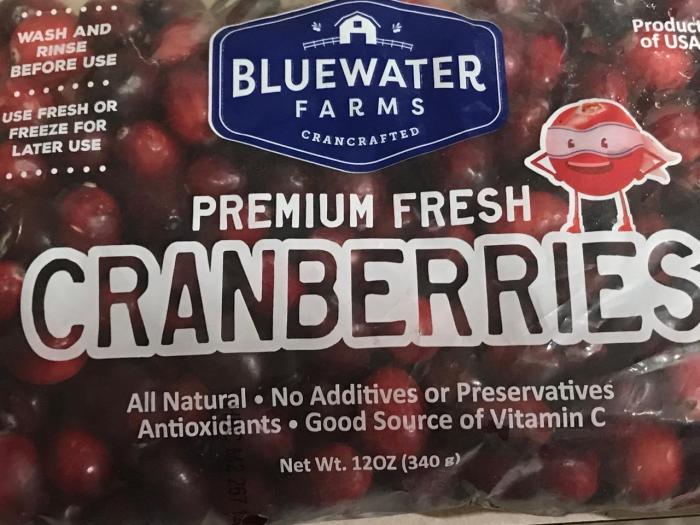 WASH AND
RINSE
BEFORE USE
USE FRESH OR
FREEZE FOR
LATER USE
BLUEWATER
FARMS
CRANCRAFTED
Product
of USA
PREMIUM FRESH
CRANBERRIES
All Natural • No Additives or Preservatives
Antioxidants • Good Source of Vitamin C
Net Wt. 12OZ (340 g)